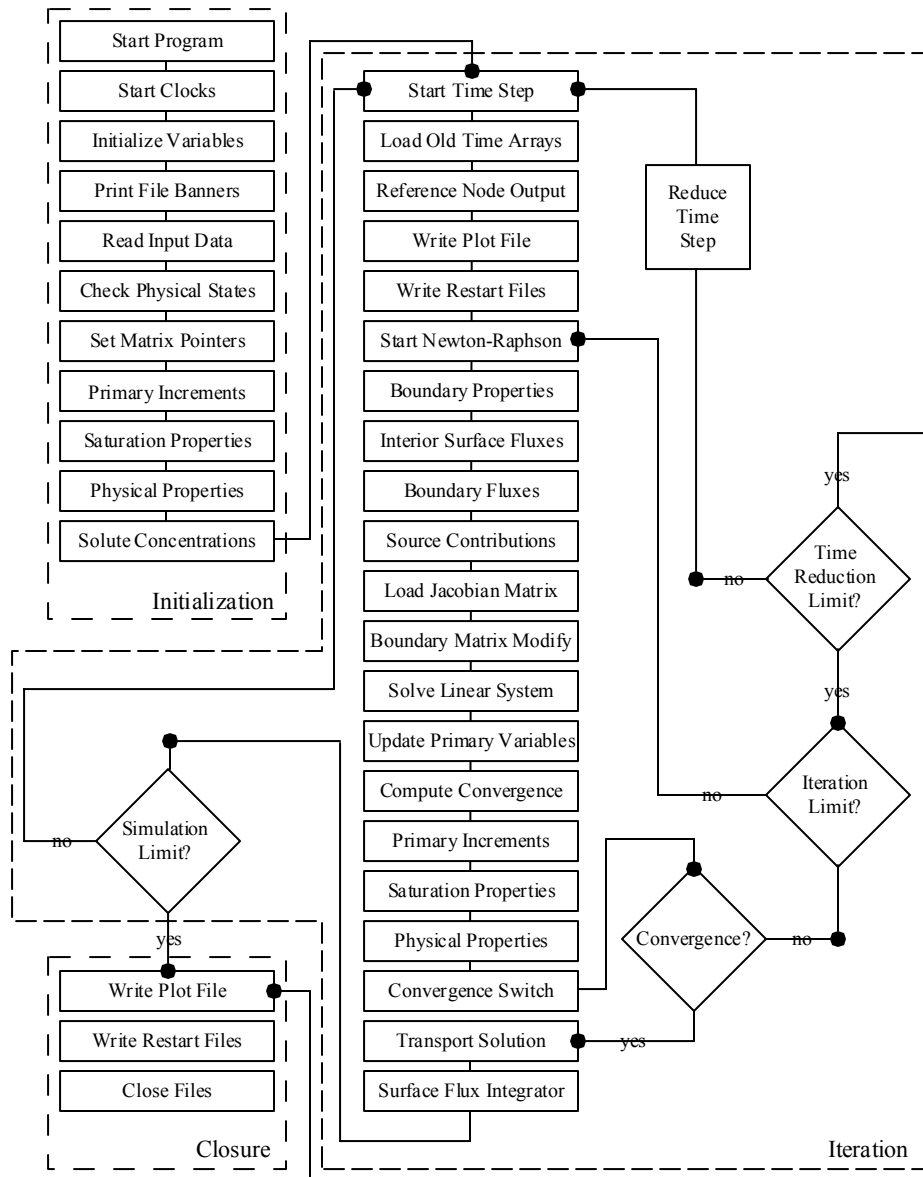 Start Program
Start Clocks
Initialize Variables
Print File Banners
Read Input Data
Check Physical States
Set Matrix Pointers
Primary Increments
Saturation Properties
Physical Properties
Solute Concentrations
Initialization
Start Time Step
Load Old Time Arrays
Reference Node Output
Write Plot File
Write Restart Files
Start Newton-Raphson
Boundary Properties
Interior Surface Fluxes
Boundary Fluxes
Source Contributions
Load Jacobian Matrix
Boundary Matrix Modify
Solve Linear System
Update Primary Variables
Compute Convergence
Primary Increments
Saturation Properties
Physical Properties
Convergence Switch
Transport Solution
Surface Flux Integrator
Reduce
Time
Step
yes
Time
Reduction
Limit?
no
yes
Iteration
Limit?
no
Convergence?
no
yes
Simulation
Limit?
no
yes
Write Plot File
Write Restart Files
Close Files
Closure
Iteration